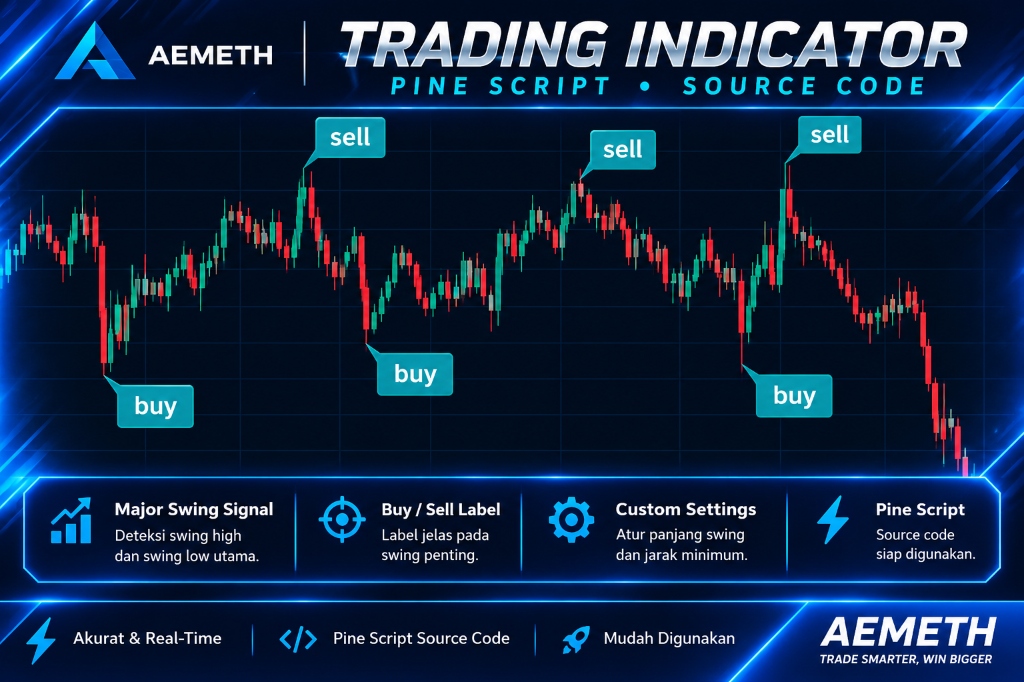 AEMETH
TRADING INDICATOR
PINE SCRIPT • SOURCE CODE
sell
sell
sell
buy
buy
buy
Major Swing Signal
Deteksi swing high
dan swing low utama.
Buy / Sell Label
Label jelas pada
swing penting.
Custom Settings
Atur panjang swing
dan jarak minimum.
Pine Script
Source code
siap digunakan.
Akurat & Real-Time
Pine Script Source Code
Mudah Digunakan
AEMETH
TRADE SMARTER, WIN BIGGER